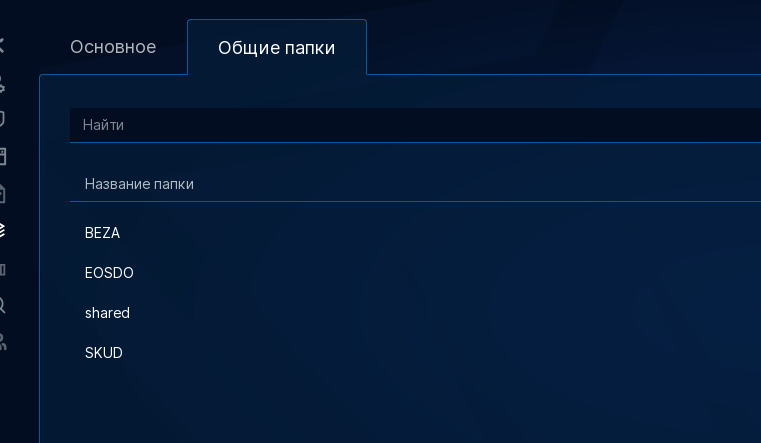 Основное
Общие папки
Найти
Название папки
BEZA
EOSDO
shared
SKUD